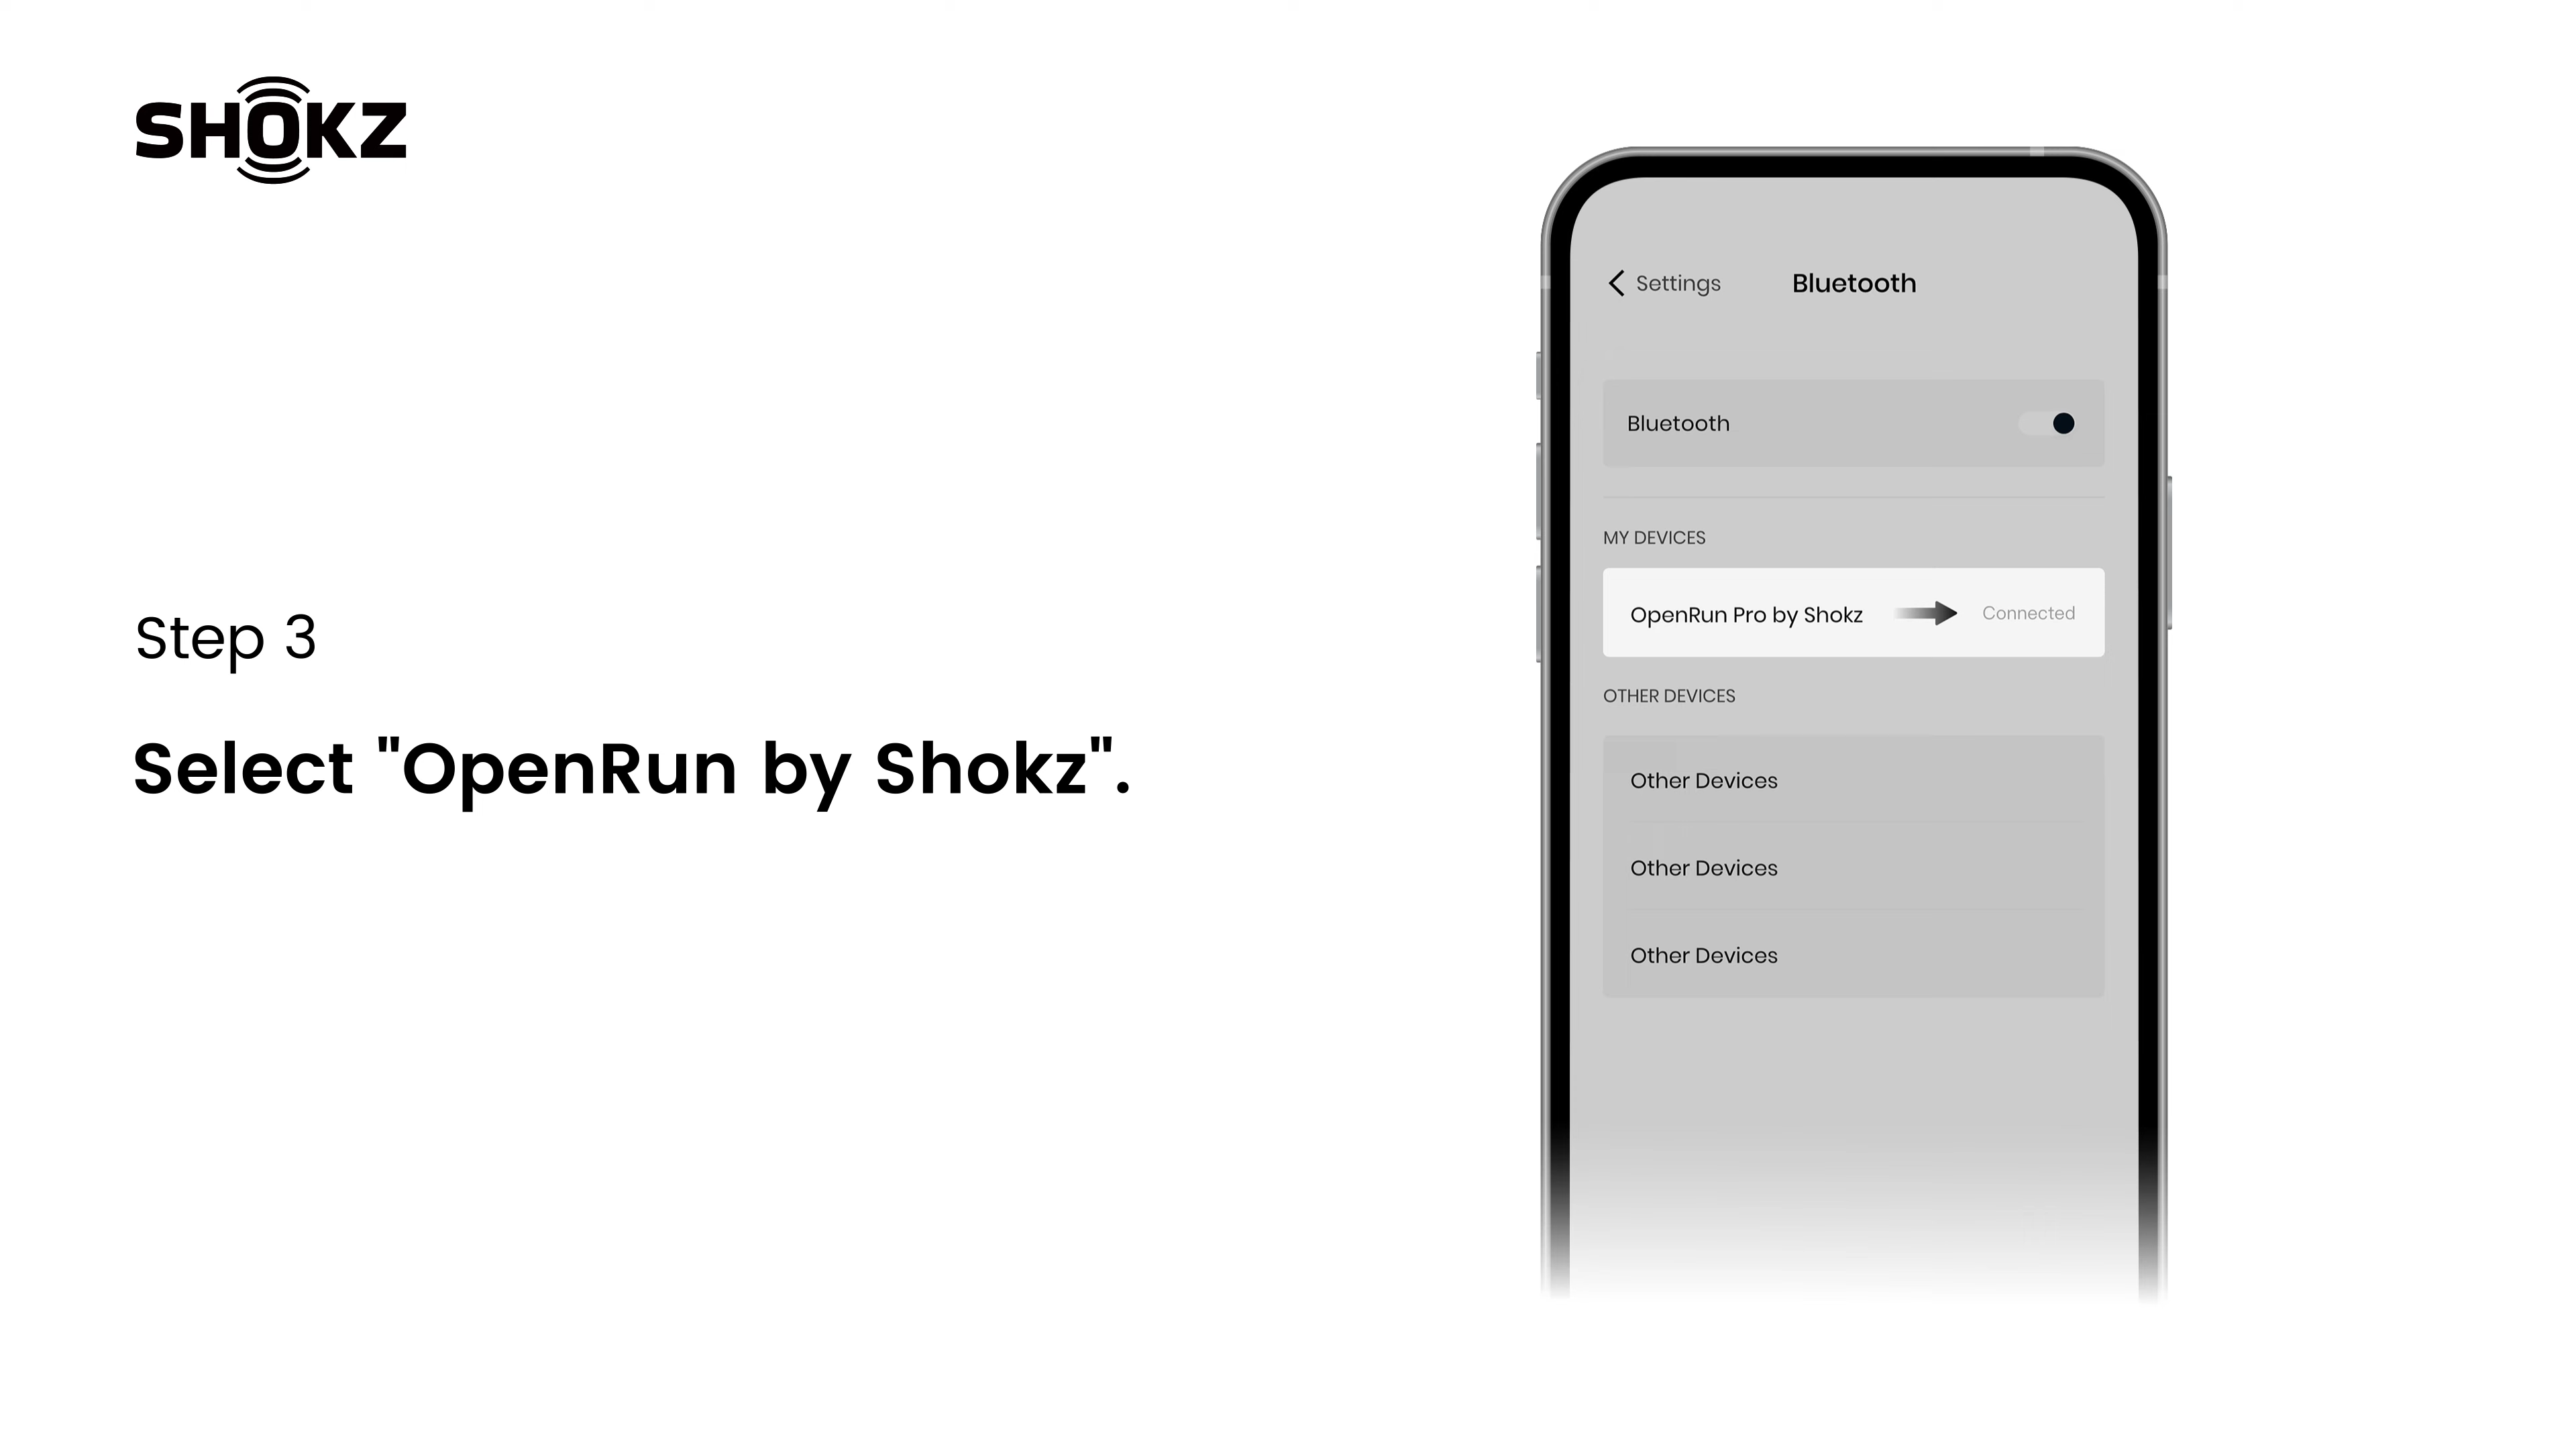 SHOKZ
Step 3
Select "OpenRun by Shokz".
Settings
Bluetooth
Bluetooth
MY DEVICES
OpenRun Pro by Shokz
Connected
OTHER DEVICES
Other Devices
Other Devices
Other Devices